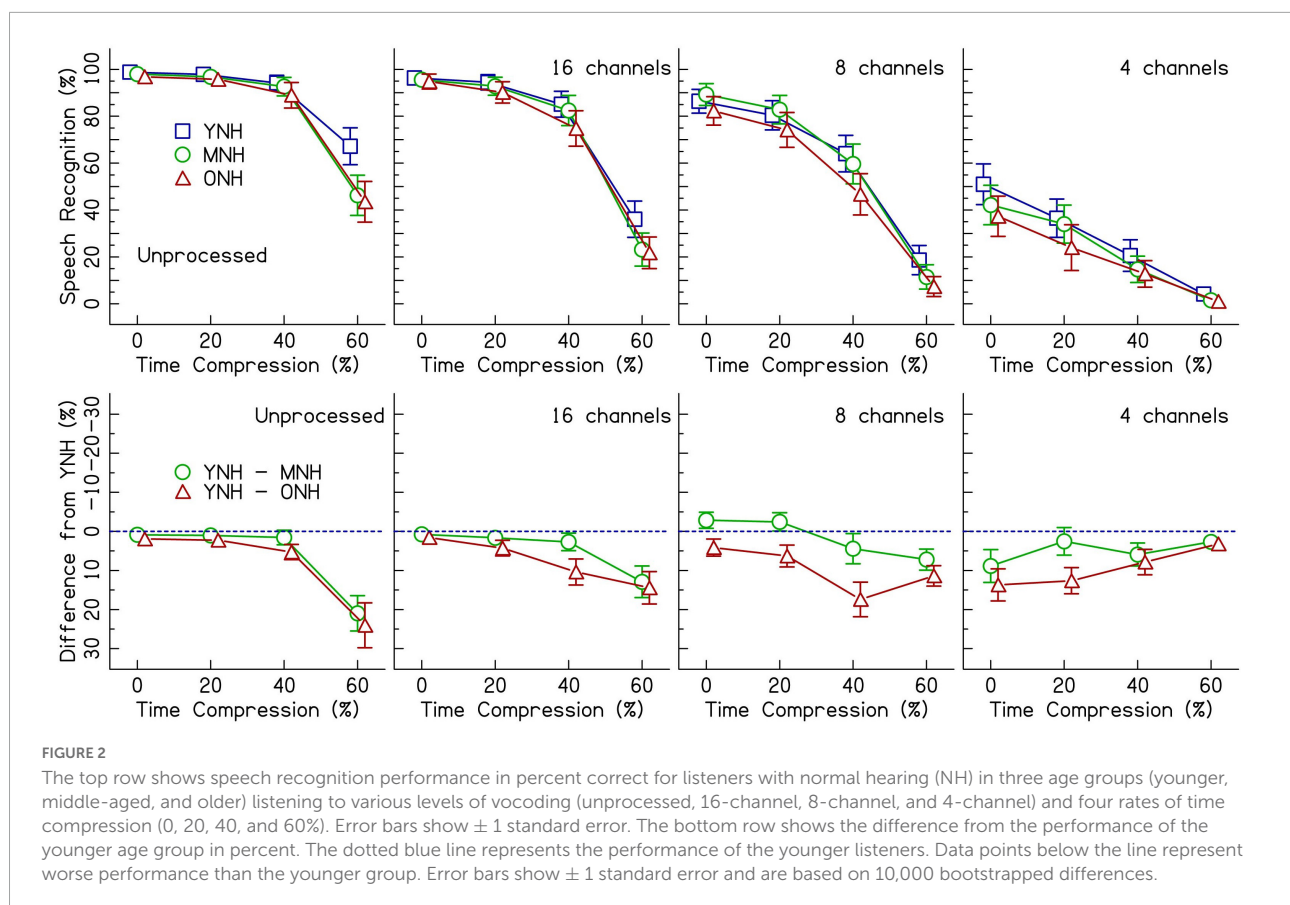 Speech Recognition (%)
100
80
60
40
20
0
YNH
MNH
ONH
Unprocessed
16 channels
8 channels
4 channels
0 20 40 60
0 20 40 60
0 20 40 60
0 20 40 60
Time Compression (%)
Time Compression (%)
Time Compression (%)
Time Compression (%)
Difference from YNH (%)
-30
-20
-10
0
10
20
30
Unprocessed
16 channels
8 channels
4 channels
YNH – MNH
YNH – ONH
0 20 40 60
0 20 40 60
0 20 40 60
0 20 40 60
Time Compression (%)
Time Compression (%)
Time Compression (%)
Time Compression (%)
FIGURE 2
The top row shows speech recognition performance in percent correct for listeners with normal hearing (NH) in three age groups (younger,
middle-aged, and older) listening to various levels of vocoding (unprocessed, 16-channel, 8-channel, and 4-channel) and four rates of time
compression (0, 20, 40, and 60%). Error bars show ± 1 standard error. The bottom row shows the difference from the performance of the
younger age group in percent. The dotted blue line represents the performance of the younger listeners. Data points below the line represent
worse performance than the younger group. Error bars show ± 1 standard error and are based on 10,000 bootstrapped differences.